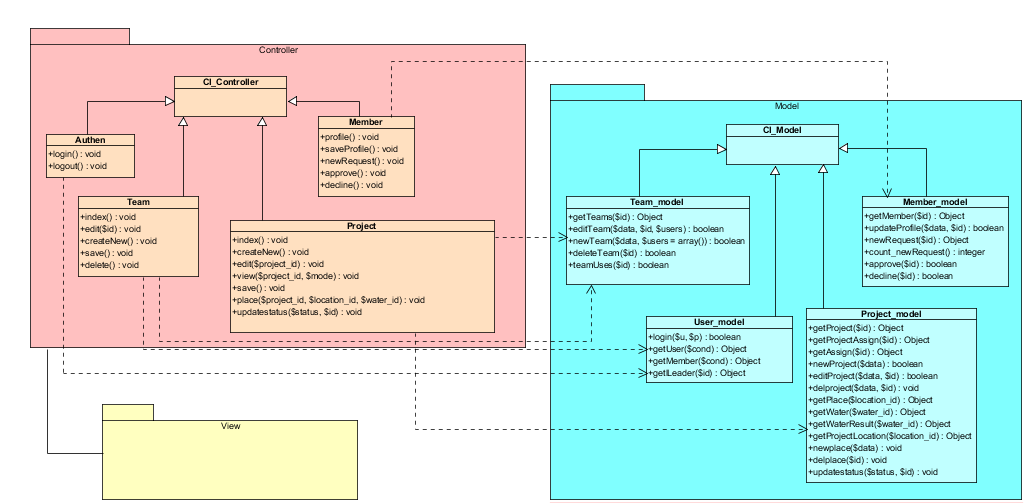 Controller
CI_Controller
Authen
+login() : void
+logout() : void
Member
+profile() : void
+saveProfile() : void
+newRequest() : void
+approve() : void
+decline() : void
Team
+index() : void
+edit($id) : void
+createNew() : void
+save() : void
+delete() : void
Project
+index() : void
+createNew() : void
+edit($project_id) : void
+view($project_id, $mode) : void
+save() : void
+place($project_id, $location_id, $water_id) : void
+updatestatus($status, $id) : void
View
Model
CI_Model
Team_model
+getTeams($id) : Object
+editTeam($data, $id, $users) : boolean
+newTeam($data, $users = array()) : boolean
+deleteTeam($id) : boolean
+teamUses($id) : boolean
Member_model
+getMember($id) : Object
+updateProfile($data, $id) : boolean
+newRequest($id) : Object
+count_newRequest() : integer
+approve($id) : boolean
+decline($id) : boolean
User_model
+login($u, $p) : boolean
+getUser($cond) : Object
+getMember($cond) : Object
+getlLeader($id) : Object
Project_model
+getProject($id) : Object
+getProjectAssign($id) : Object
+getAssign($id) : Object
+newProject($data) : boolean
+editProject($data, $id) : boolean
+delproject($data, $id) : void
+getPlace($location_id) : Object
+getWater($water_id) : Object
+getWaterResult($water_id) : Object
+getProjectLocation($location_id) : Object
+newplace($data) : void
+delplace($id) : void
+updatestatus($status, $id) : void